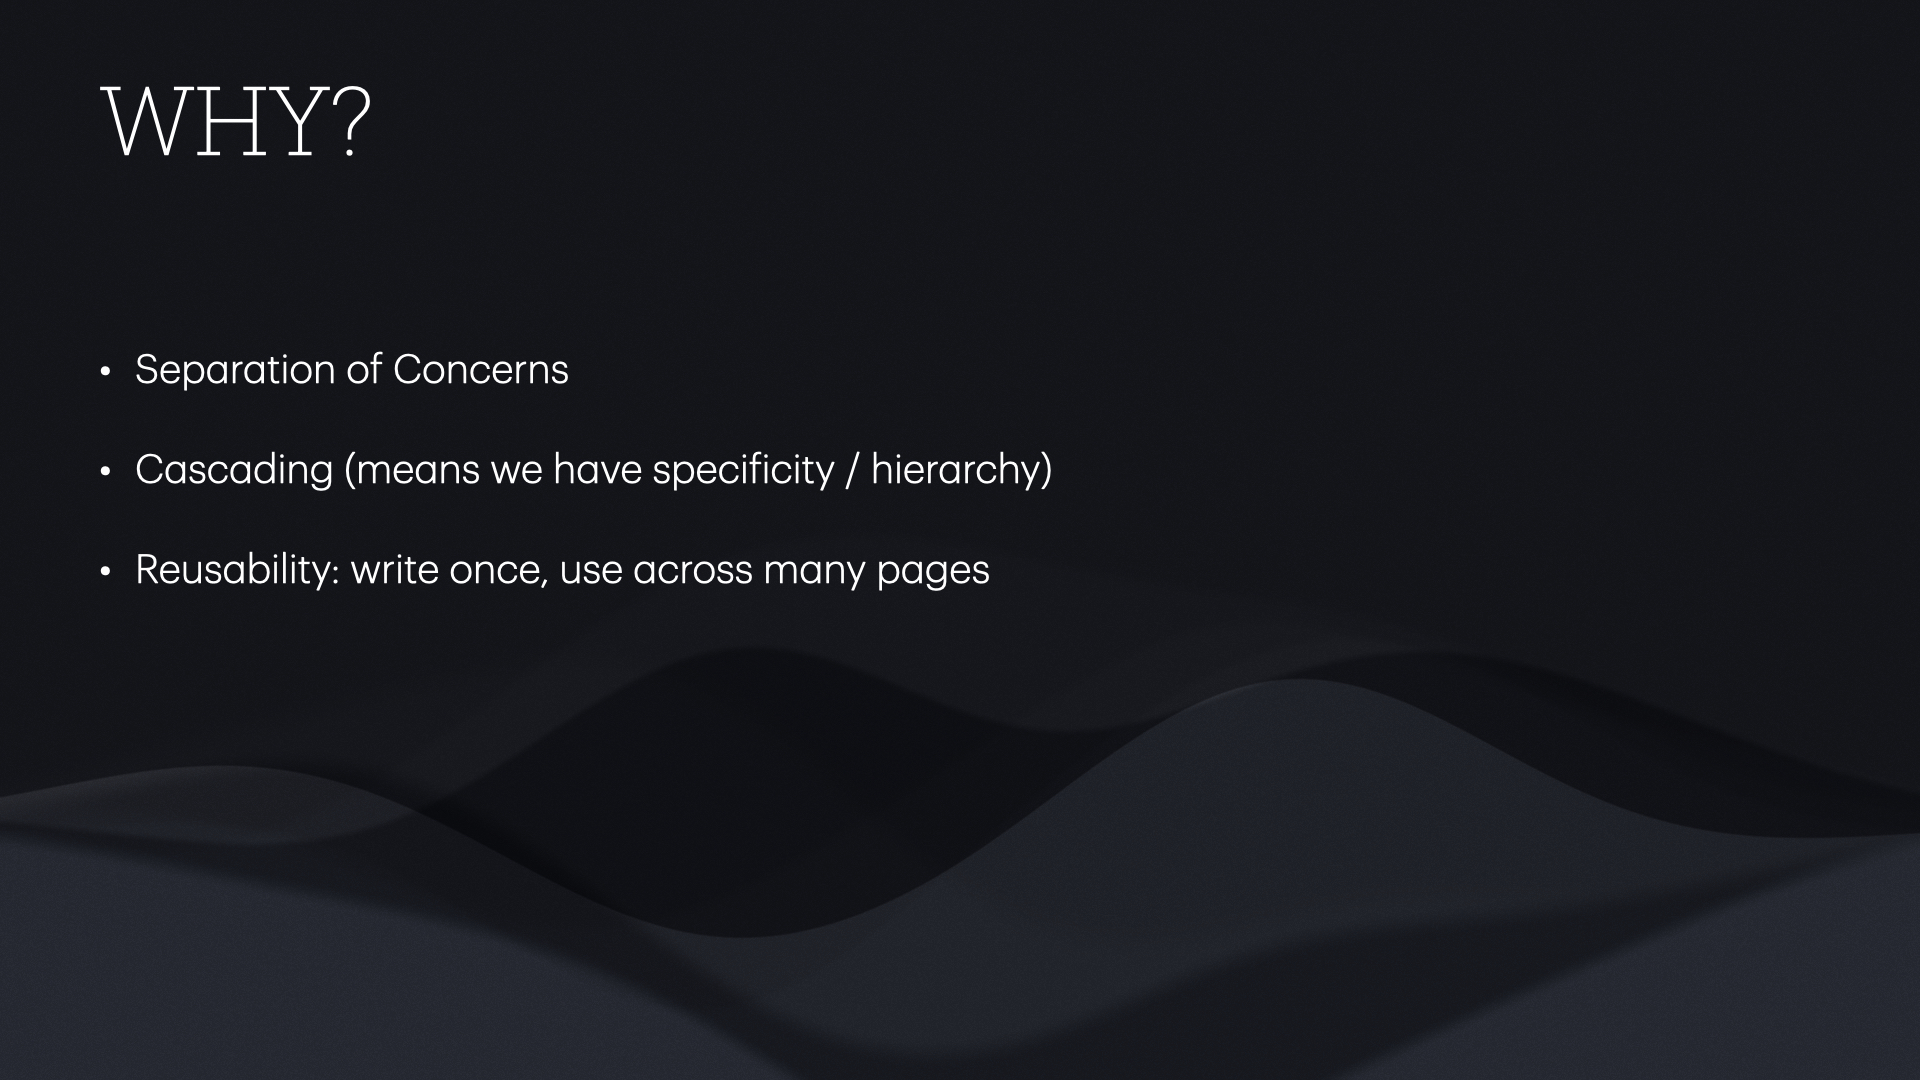 WHY?
• Separation of Concerns
• Cascading (means we have specificity / hierarchy)
• Reusability: write once, use across many pages